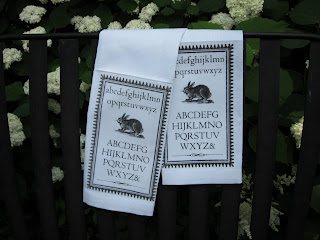 abcdefghijklmn
opqrstuvwxyz
ABCDEFG
HIJKLMNO
PQRSTUV
WXYZ&
abcdefghijklmn
opqrstuvwxyz
ABCDEFG
HIJKLMNO
PQRSTUV
WXYZ&